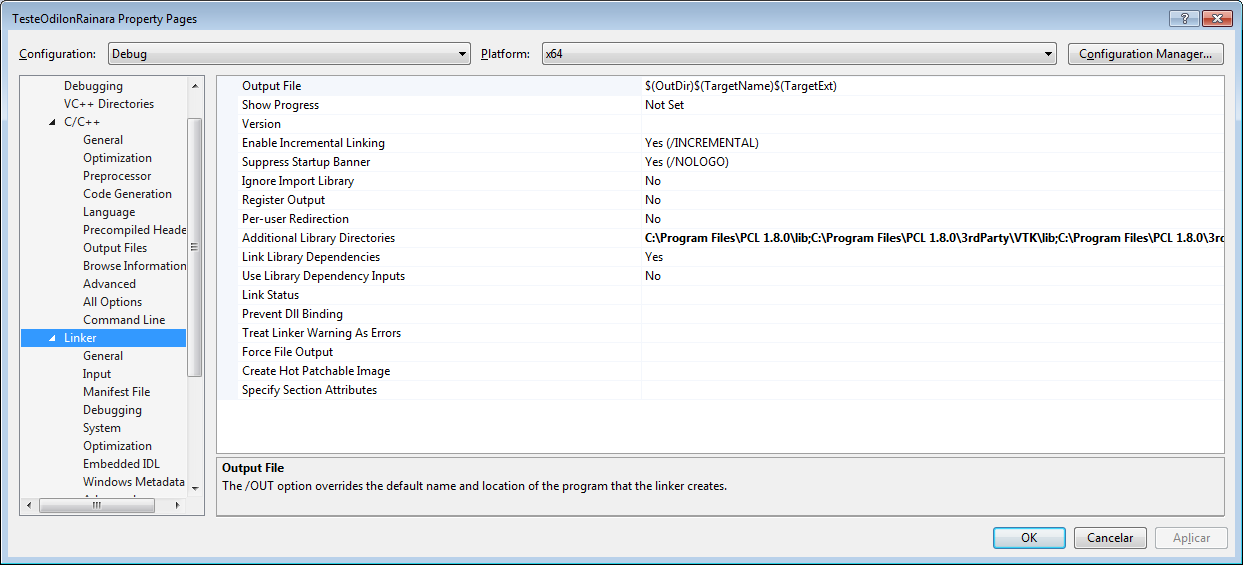 TesteOdilonRainara Property Pages
Configuration: Debug Platform: x64 Configuration Manager...
Debugging
VC++ Directories
C/C++
General
Optimization
Preprocessor
Code Generation
Language
Precompiled Heade
Output Files
Browse Information
Advanced
All Options
Command Line
Linker
General
Input
Manifest File
Debugging
System
Optimization
Embedded IDL
Windows Metadata
Output File $(OutDir)$(TargetName)$(TargetExt)
Show Progress Not Set
Version
Enable Incremental Linking Yes (/INCREMENTAL)
Suppress Startup Banner Yes (/NOLOGO)
Ignore Import Library No
Register Output No
Per-user Redirection No
Additional Library Directories C:\Program Files\PCL 1.8.0\lib;C:\Program Files\PCL 1.8.0\3rdParty\VTK\lib;C:\Program Files\PCL 1.8.0\3rd
Link Library Dependencies Yes
Use Library Dependency Inputs No
Link Status
Prevent Dll Binding
Treat Linker Warning As Errors
Force File Output
Create Hot Patchable Image
Specify Section Attributes
Output File
The /OUT option overrides the default name and location of the program that the linker creates.
OK Cancelar Aplicar